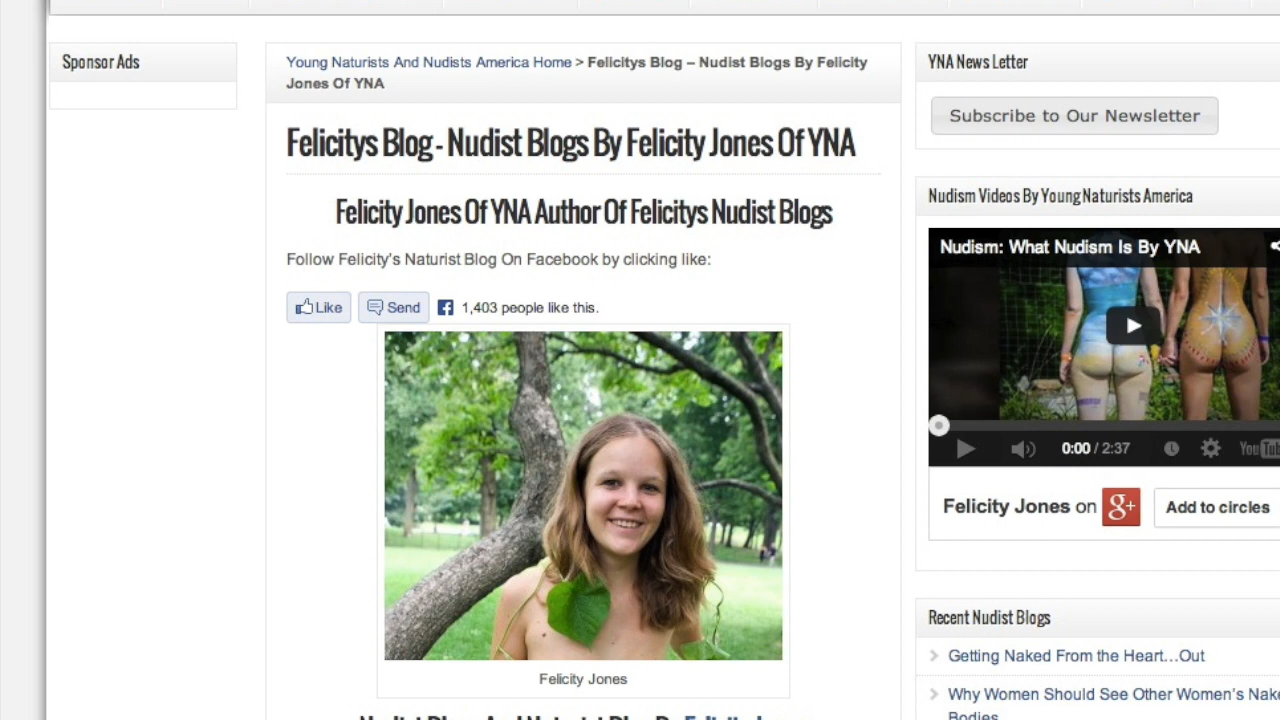 Sponsor Ads
Young Naturists And Nudists America Home > Felicitys Blog – Nudist Blogs By Felicity
Jones Of YNA
Felicitys Blog - Nudist Blogs By Felicity Jones Of YNA
Felicity Jones Of YNA Author Of Felicitys Nudist Blogs
Follow Felicity's Naturist Blog On Facebook by clicking like:
Like
Send
1,403 people like this.
Felicity Jones
YNA News Letter
Subscribe to Our Newsletter
Nudism Videos By Young Naturists America
Nudism: What Nudism Is By YNA
0:00 / 2:37
You
Felicity Jones on g+
Add to circles
Recent Nudist Blogs
Getting Naked From the Heart…Out
Why Women Should See Other Women's Nake
Bodies